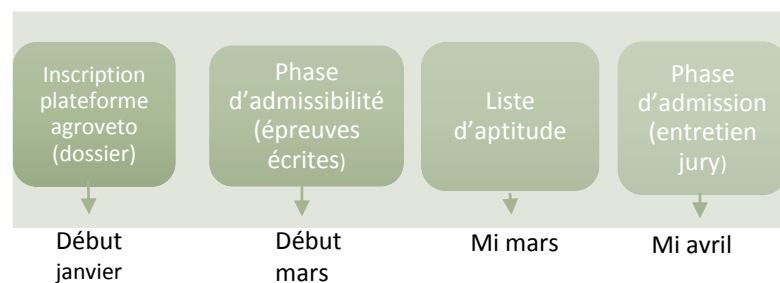 Inscription
plateforme
agroveto
(dossier)
Phase
d'admissibilité
(épreuves
écrites)
Liste
d'aptitude
Phase
d'admission
(entretien
jury)
Début
janvier
Début
mars
Mi mars
Mi avril